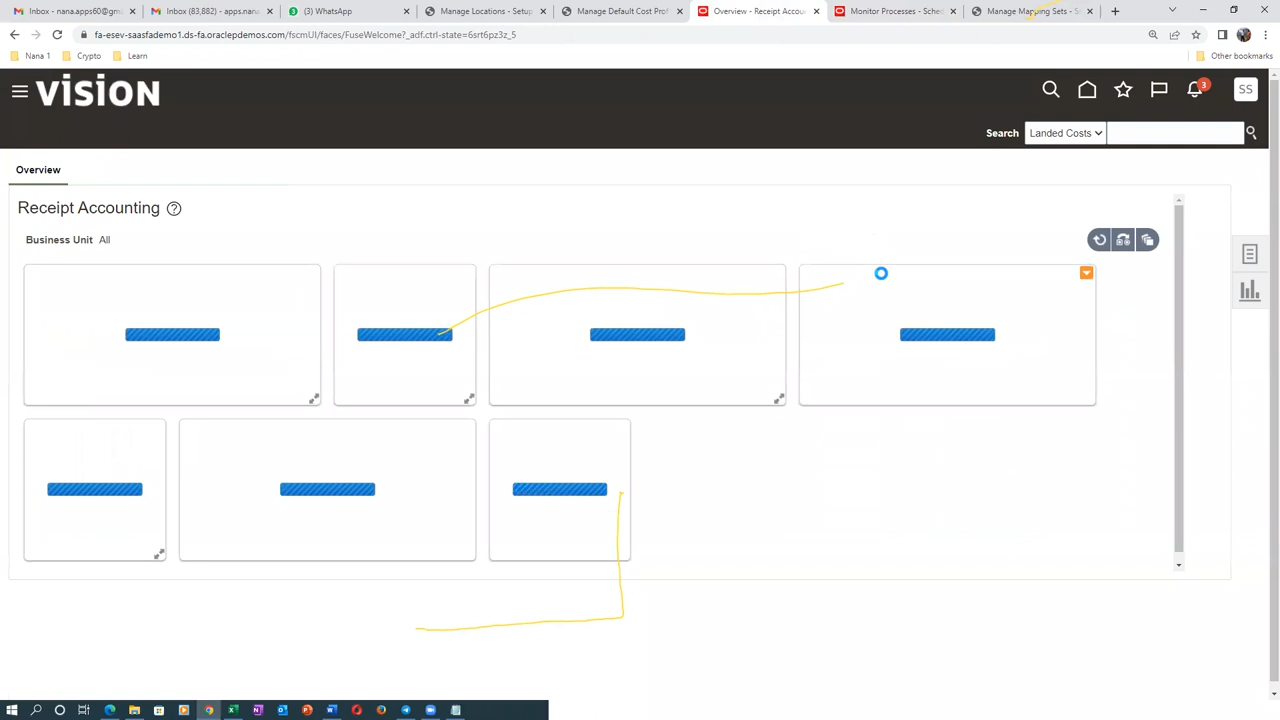 Inbox - nana.apps60@gm
Inbox (83,882) - apps.nana
(3) WhatsApp
Manage Locations - Setup
Manage Default Cost Prof
Overview - Receipt Accou
Monitor Processes - Sche
Manage Mapping Sets - S
fa-esev-saasfademo1.ds-fa.oraclepdemos.com/fscmUI/faces/FuseWelcome?_adf.ctrl-state=6srt6pz3z_5
Nana 1
Crypto
Learn
Other bookmarks
VISION
3
SS
Search
Landed Costs
Overview
Receipt Accounting
Business Unit All